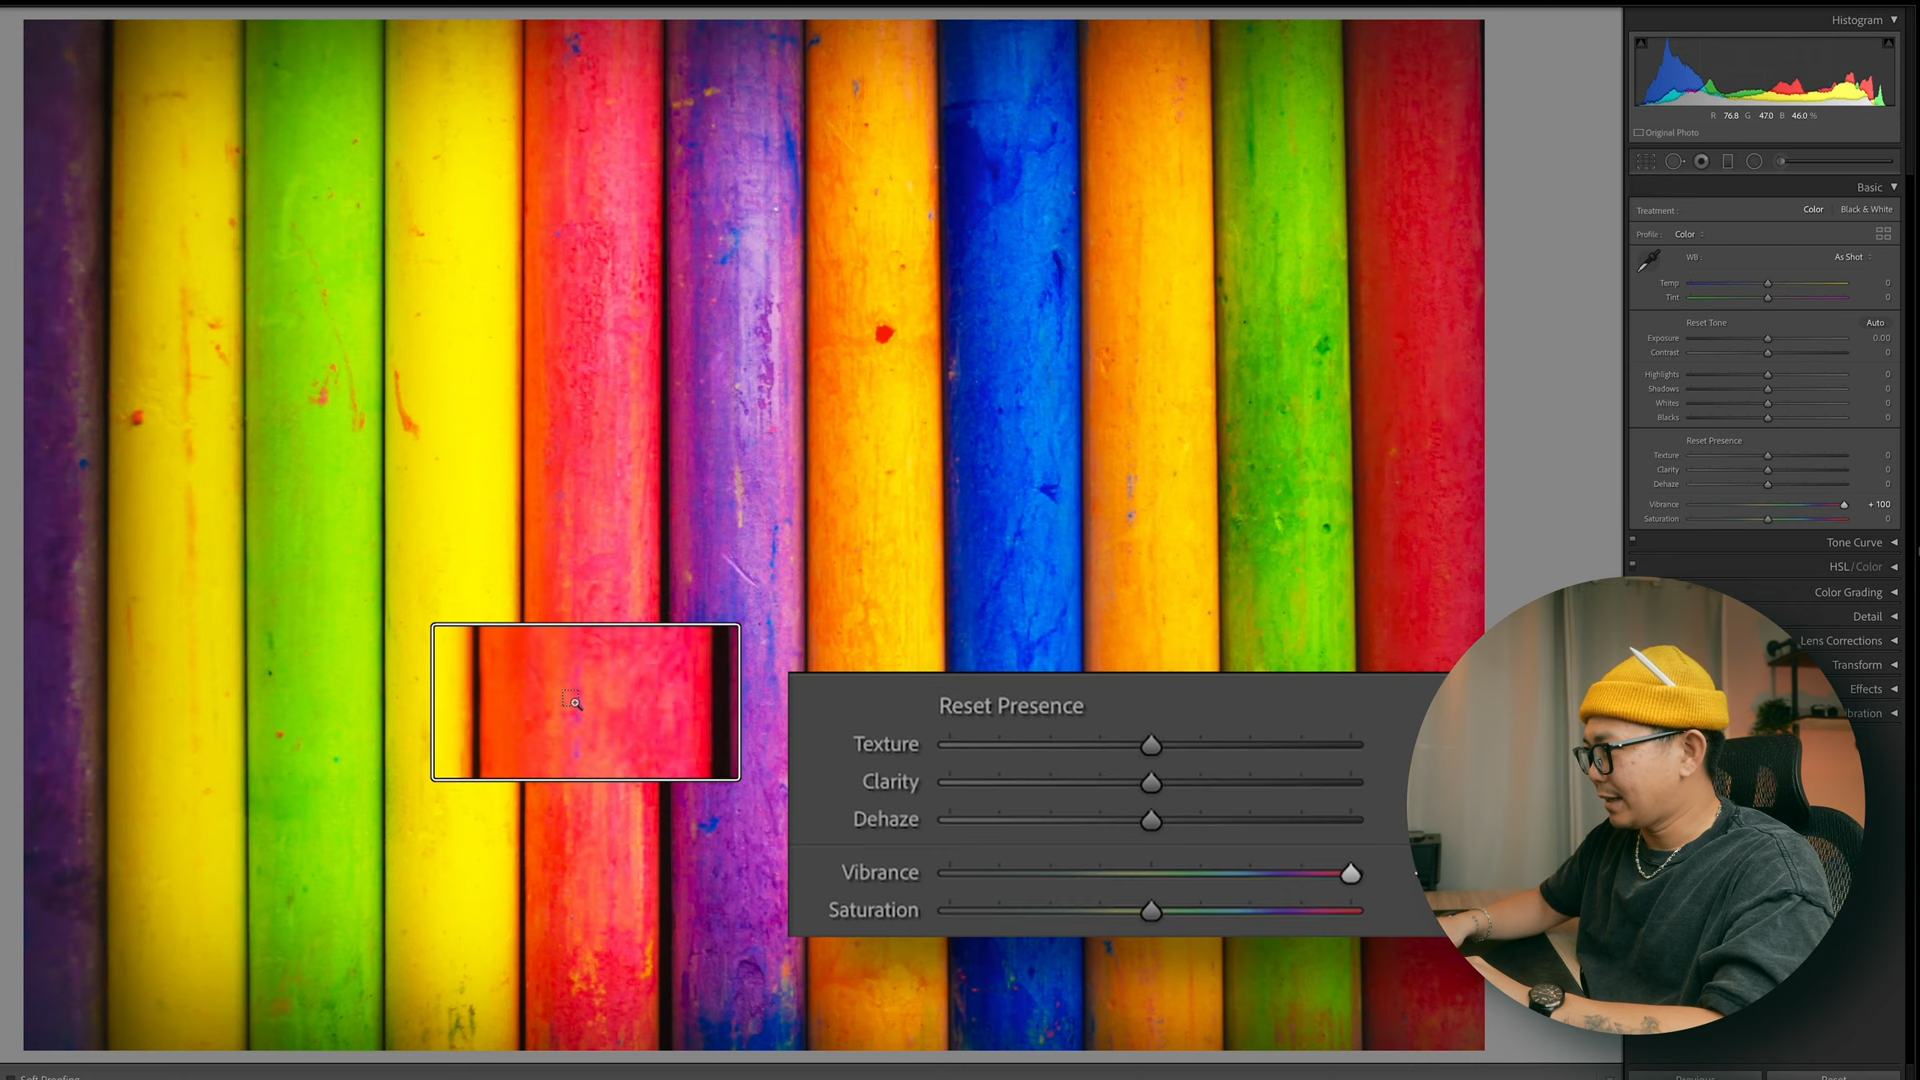 Histogram
R 76.8 G 47.0 B 46.0 %
Original Photo
Basic
Treatment : Color Black & White
Profile : Color
WB : As Shot
Temp 0
Tint 0
Reset Tone Auto
Exposure 0.00
Contrast 0
Highlights 0
Shadows 0
Whites 0
Blacks 0
Reset Presence
Texture 0
Clarity 0
Dehaze 0
Vibrance + 100
Saturation 0
Tone Curve
HSL / Color
Color Grading
Detail
Lens Corrections
Transform
Effects
bration
Reset Presence
Texture
Clarity
Dehaze
Vibrance
Saturation